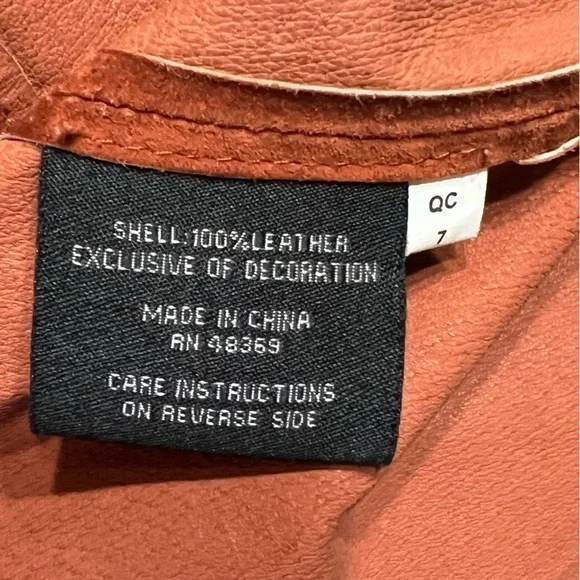 SHELL:100%LEATHER
EXCLUSIVE OF DECORATION
MADE IN CHINA
RN 48369
CARE INSTRUCTIONS
ON REVERSE SIDE
QC
7